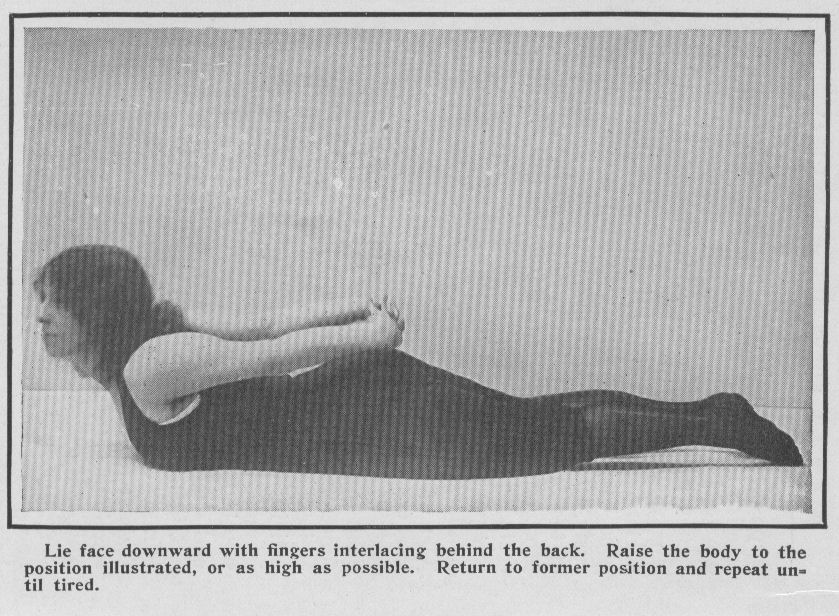 Lie face downward with fingers interlacing behind the back. Raise the body to the
position illustrated, or as high as possible. Return to former position and repeat un-
til tired.